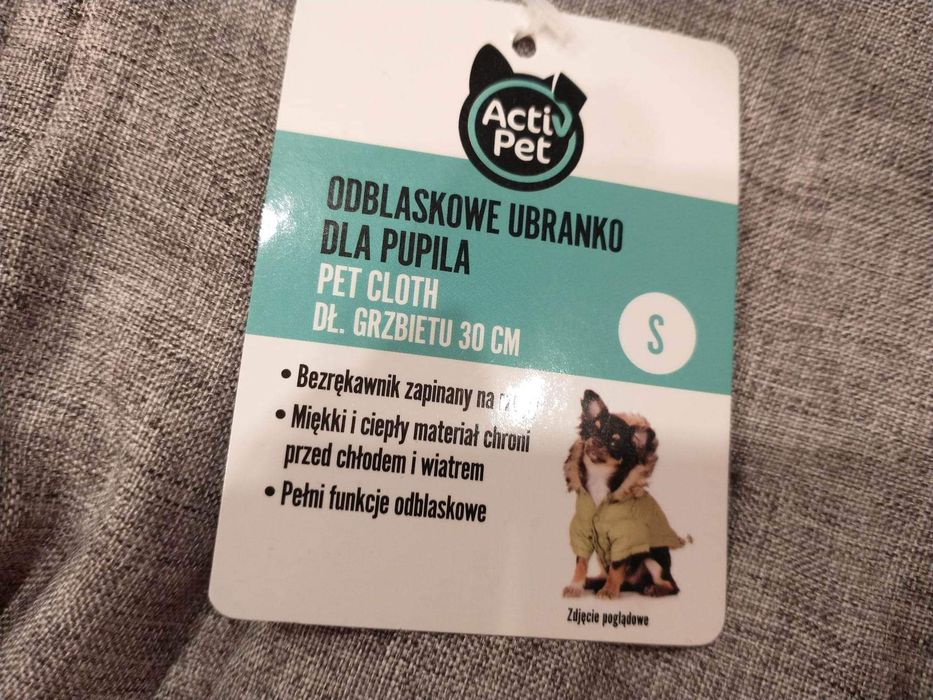 Activ
Pet
ODBLASKOWE UBRANKO
DLA PUPILA
PET CLOTH
DŁ. GRZBIETU 30 CM
S
• Bezrękawnik zapinany na
• Miękki i ciepły materiał chroni
przed chłodem i wiatrem
• Pełni funkcje odblaskowe
Zdjęcie poglądowe